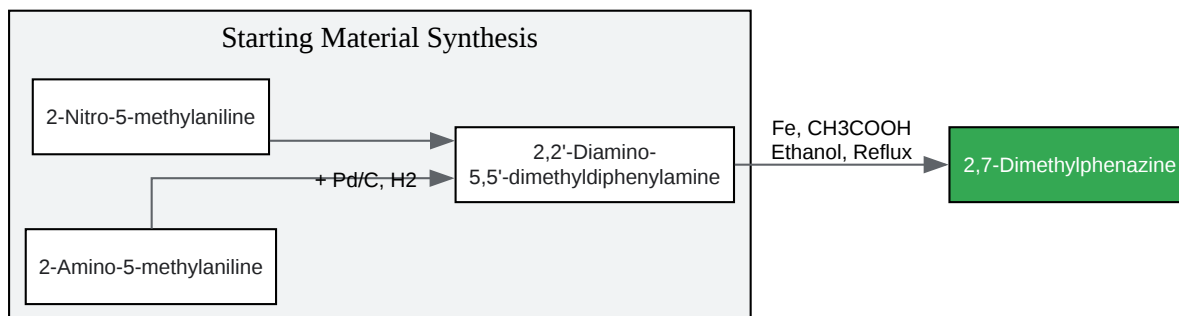 Starting Material Synthesis
2-Nitro-5-methylaniline
+ Pd/C, H2
2-Amino-5-methylaniline
2,2'-Diamino-
5,5'-dimethyldiphenylamine
Fe, CH3COOH
Ethanol, Reflux
2,7-Dimethylphenazine